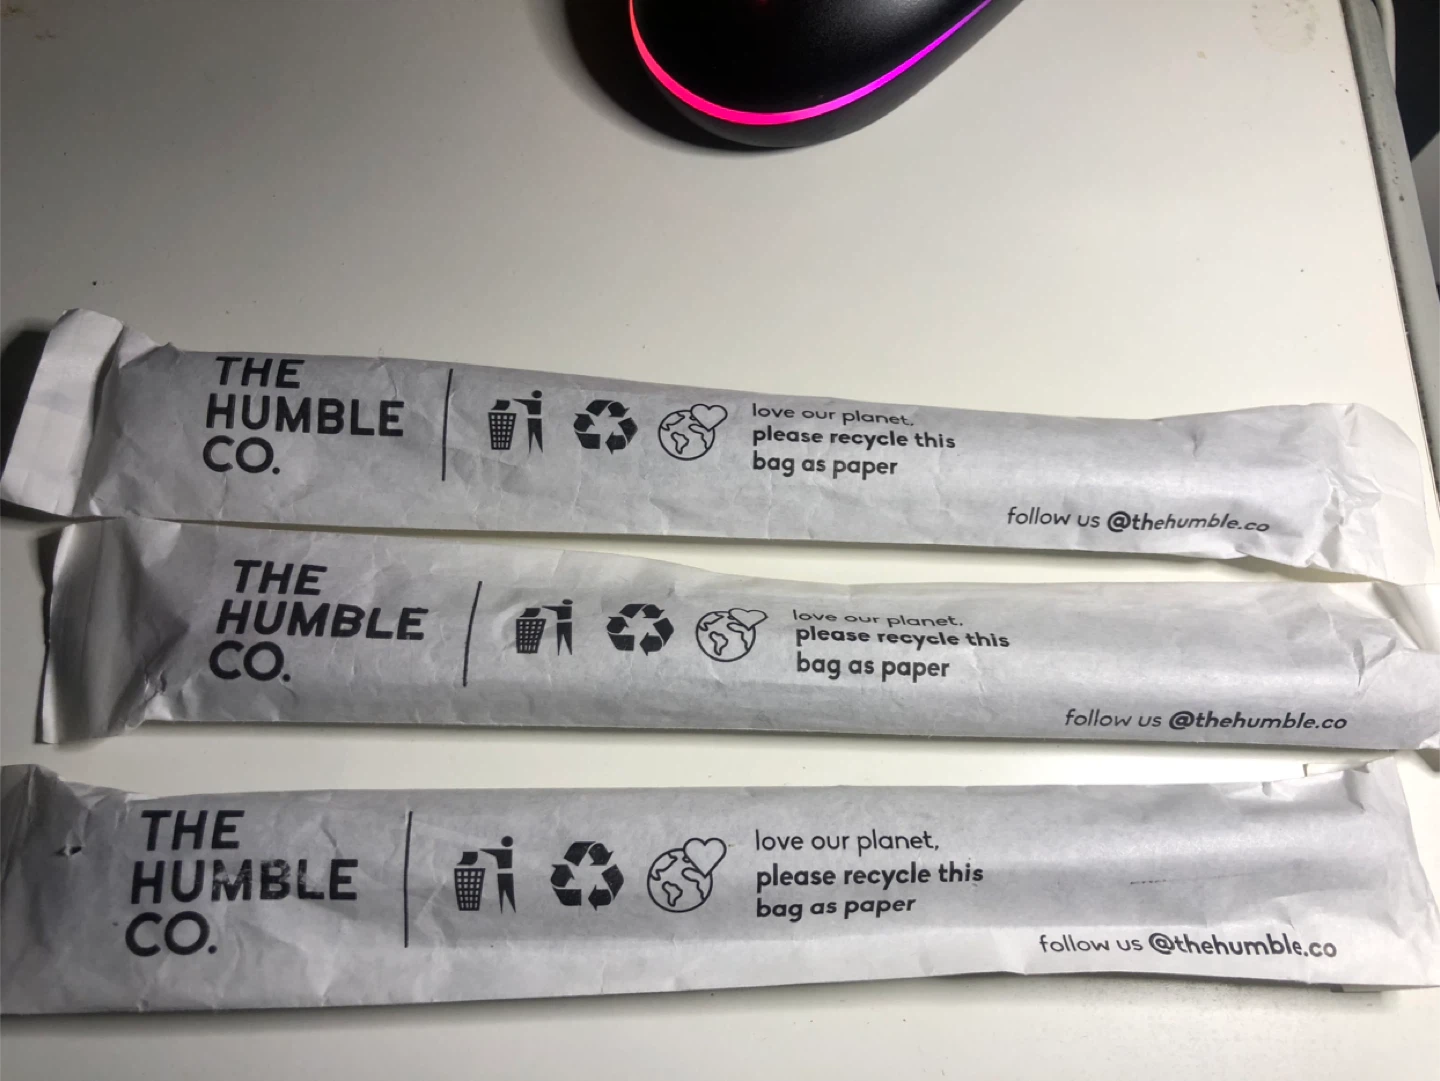 THE
HUMBLE
CO.
love our planet,
please recycle this
bag as paper
follow us @thehumble.co
THE
HUMBLE
CO.
love our planet,
please recycle this
bag as paper
follow us @thehumble.co
THE
HUMBLE
CO.
love our planet,
please recycle this
bag as paper
follow us @thehumble.co